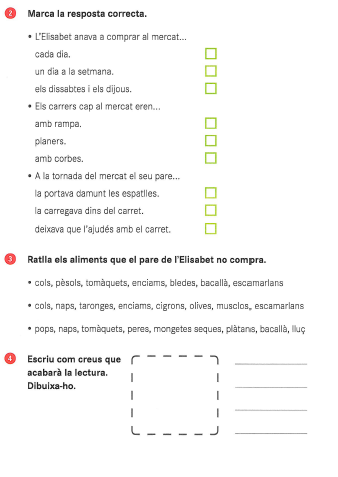 2 Marca la resposta correcta.
• L'Elisabet anava a comprar al mercat...
cada dia.
un dia a la setmana.
els dissabtes i els dijous.
• Els carrers cap al mercat eren...
amb rampa.
planers.
amb corbes.
• A la tornada del mercat el seu pare...
la portava damunt les espatlles.
la carregava dins del carret.
deixava que l'ajudés amb el carret.
3 Ratlla els aliments que el pare de l'Elisabet no compra.
• cols, pèsols, tomàquets, enciams, bledes, bacallà, escamarlans
• cols, naps, taronges, enciams, cigrons, olives, musclos, escamarlans
• pops, naps, tomàquets, peres, mongetes seques, plàtans, bacallà, lluç
4 Escriu com creus que
acabarà la lectura.
Dibuixa-ho.